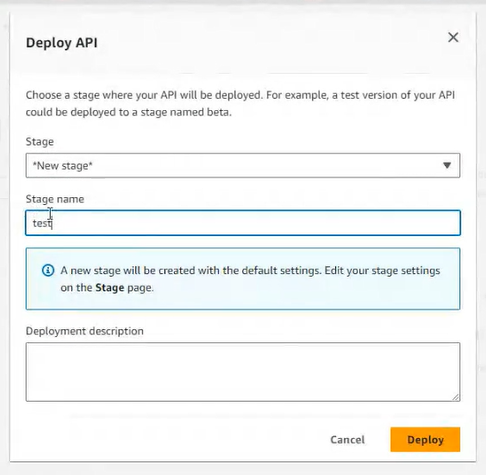 Deploy API
Choose a stage where your API will be deployed. For example, a test version of your API
could be deployed to a stage named beta.
Stage
*New stage*
Stage name
test
A new stage will be created with the default settings. Edit your stage settings
on the Stage page.
Deployment description
Cancel
Deploy